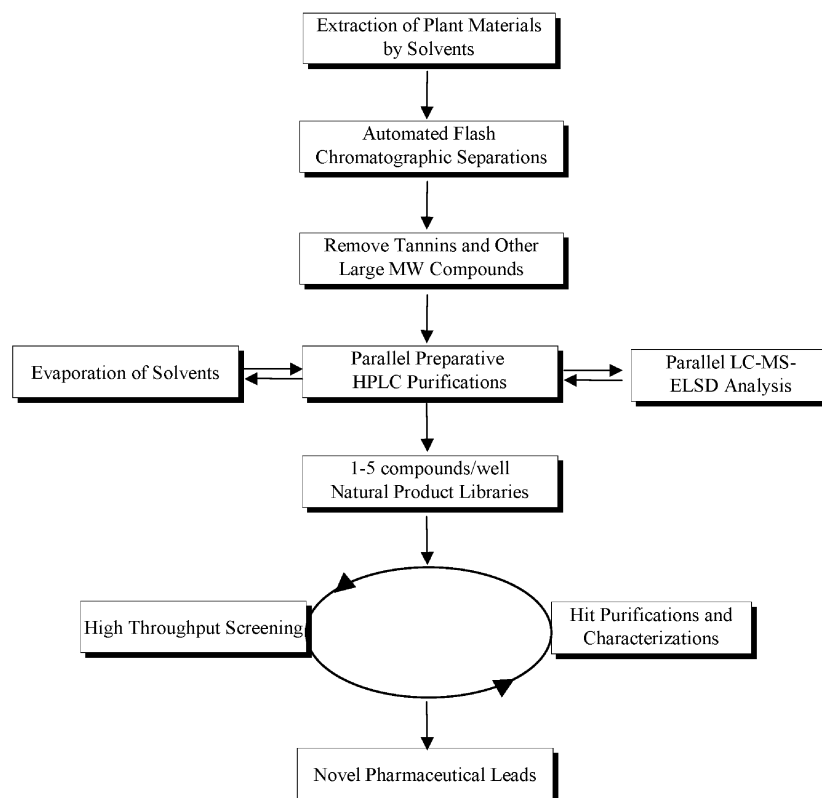 Extraction of Plant Materials
by Solvents
Automated Flash
Chromatographic Separations
Remove Tannins and Other
Large MW Compounds
Evaporation of Solvents
Parallel Preparative
HPLC Purifications
Parallel LC-MS-
ELSD Analysis
1-5 compounds/well
Natural Product Libraries
High Throughput Screening
Hit Purifications and
Characterizations
Novel Pharmaceutical Leads